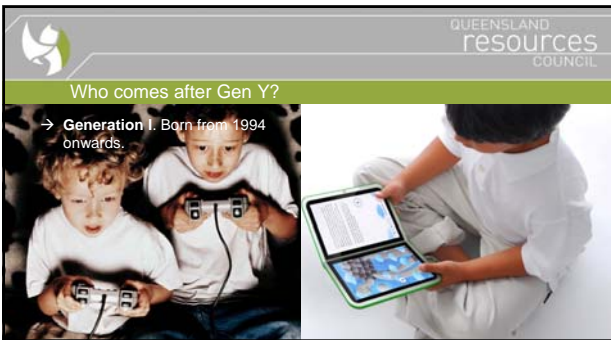 QUEENSLAND
resources
COUNCIL
Who comes after Gen Y?
→ Generation I. Born from 1994
onwards.